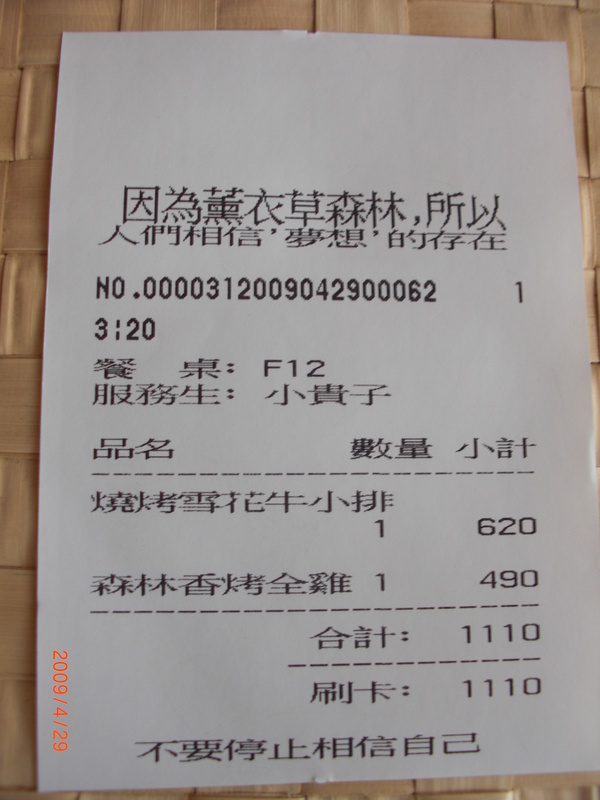 因為薰衣草森林,所以
人們相信'夢想'的存在
NO.0000312009042900062 1
3:20
餐 桌: F12
服務生: 小貴子
品名 數量 小計
燒烤雪花牛小排
1 620
森林香烤全雞 1 490
合計: 1110
刷卡: 1110
不要停止相信自己
2009/4/29